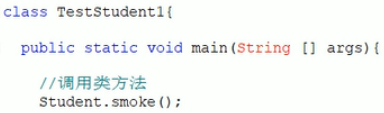 class TestStudent1{
public static void main(String [] args){
//调用类方法
Student.smoke();